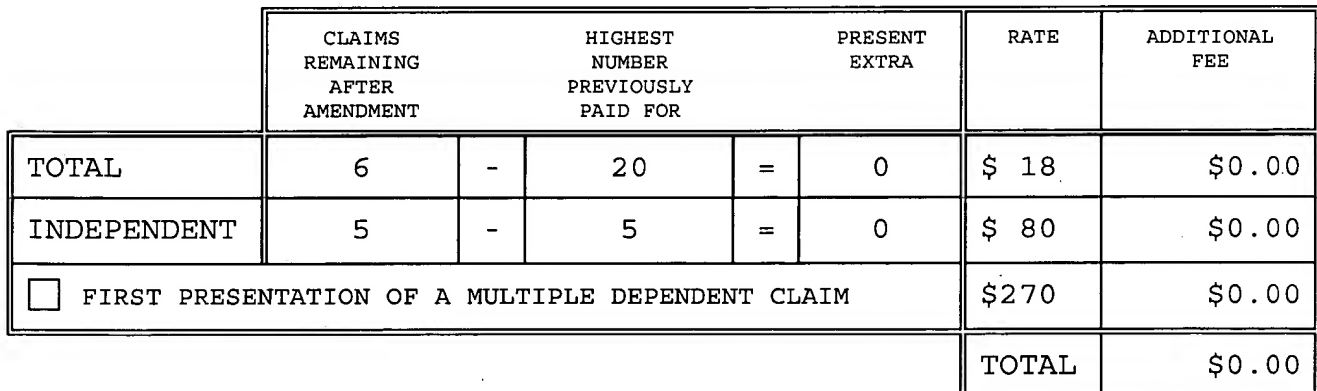 CLAIMS REMAINING AFTER AMENDMENT HIGHEST NUMBER PREVIOUSLY PAID FOR PRESENT EXTRA RATE ADDITIONAL FEE
TOTAL 6 - 20 = 0 $ 18 $0.00
INDEPENDENT 5 - 5 = 0 $ 80 $0.00
FIRST PRESENTATION OF A MULTIPLE DEPENDENT CLAIM $270 $0.00
TOTAL $0.00